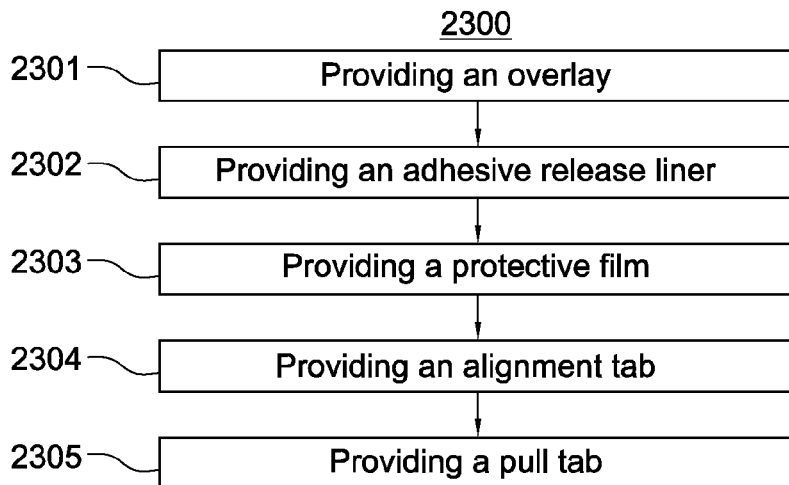 2300
2301 Providing an overlay
2302 Providing an adhesive release liner
2303 Providing a protective film
2304 Providing an alignment tab
2305 Providing a pull tab